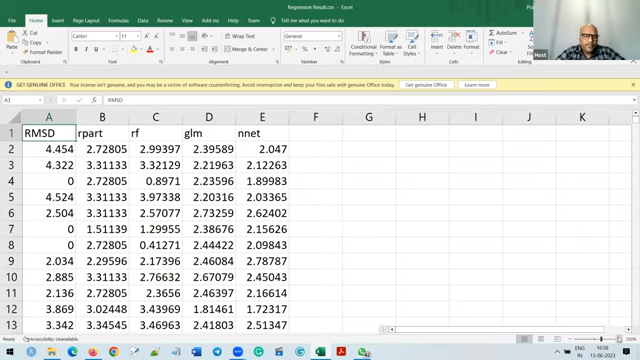 Regression Result.csv - Excel
File Home Insert Page Layout Formulas Data Review View Add-ins Help Tell me what you want to do
Cut
Copy
Format Painter
Paste
Clipboard
Calibri 11
Font
Wrap Text
Merge & Center
Alignment
General
Number
Conditional Formatting
Format as Table
Cell Styles
Styles
Insert Delete Format
Cells
Host
GET GENUINE OFFICE Your license isn't genuine, and you may be a victim of software counterfeiting. Avoid interruption and keep your files safe with genuine Office today. Get genuine Office Learn more
A1 RMSD
A B C D E F G H I J K
1 RMSD rpart rf glm nnet
2 4.454 2.72805 2.99397 2.39589 2.047
3 4.322 3.31133 3.32129 2.21963 2.12263
4 0 2.72805 0.8971 2.23596 1.89983
5 4.524 3.31133 3.97338 2.20316 2.03365
6 2.504 3.31133 2.57077 2.73259 2.62402
7 0 1.51139 1.29955 2.38676 2.15626
8 0 2.72805 0.41271 2.44422 2.09843
9 2.034 2.29596 2.17396 2.46084 2.78787
10 2.885 3.31133 2.76632 2.67079 2.45043
11 2.136 2.72805 2.3656 2.46397 2.16614
12 3.869 3.02448 3.43969 1.81461 2.72317
13 3.342 3.45545 3.46963 2.41803 2.51347
Ready Accessibility: Unavailable 200%
ENG
IN
16:58
13-06-2023